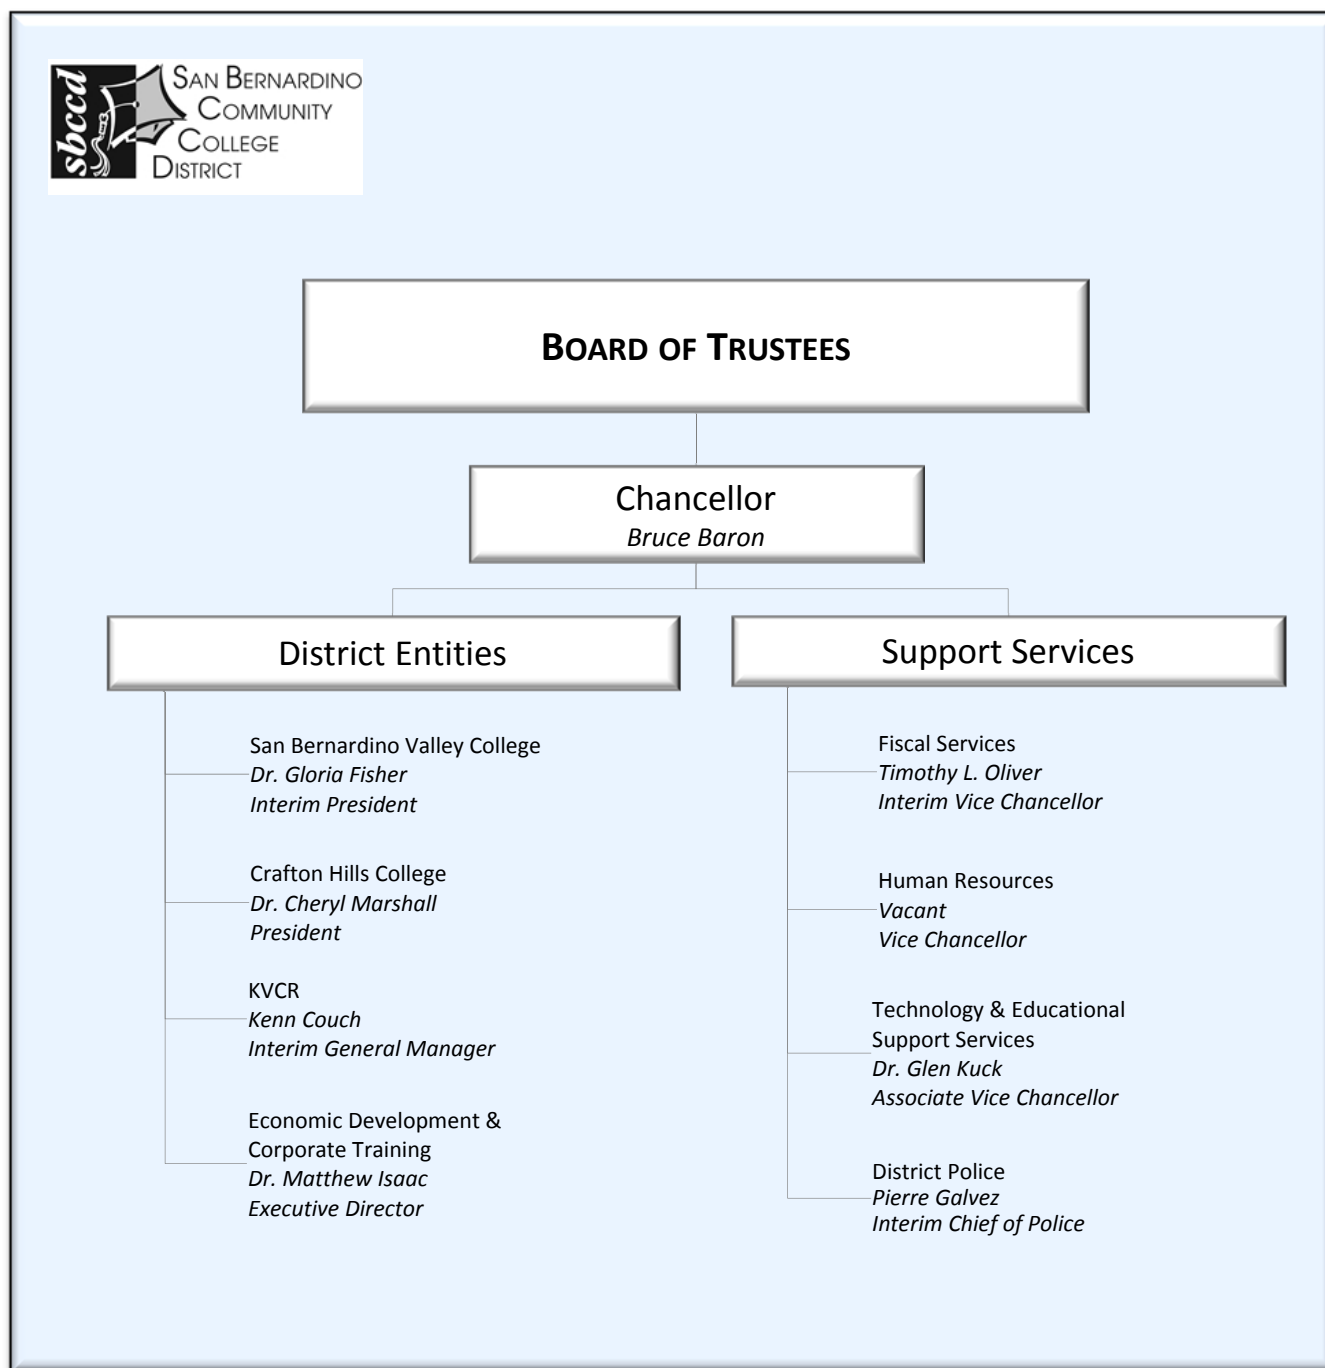 sbccd
SAN BERNARDINO
COMMUNITY
COLLEGE
DISTRICT
BOARD OF TRUSTEES
Chancellor
Bruce Baron
District Entities
San Bernardino Valley College
Dr. Gloria Fisher
Interim President
Crafton Hills College
Dr. Cheryl Marshall
President
KVCR
Kenn Couch
Interim General Manager
Economic Development &
Corporate Training
Dr. Matthew Isaac
Executive Director
Support Services
Fiscal Services
Timothy L. Oliver
Interim Vice Chancellor
Human Resources
Vacant
Vice Chancellor
Technology & Educational
Support Services
Dr. Glen Kuck
Associate Vice Chancellor
District Police
Pierre Galvez
Interim Chief of Police